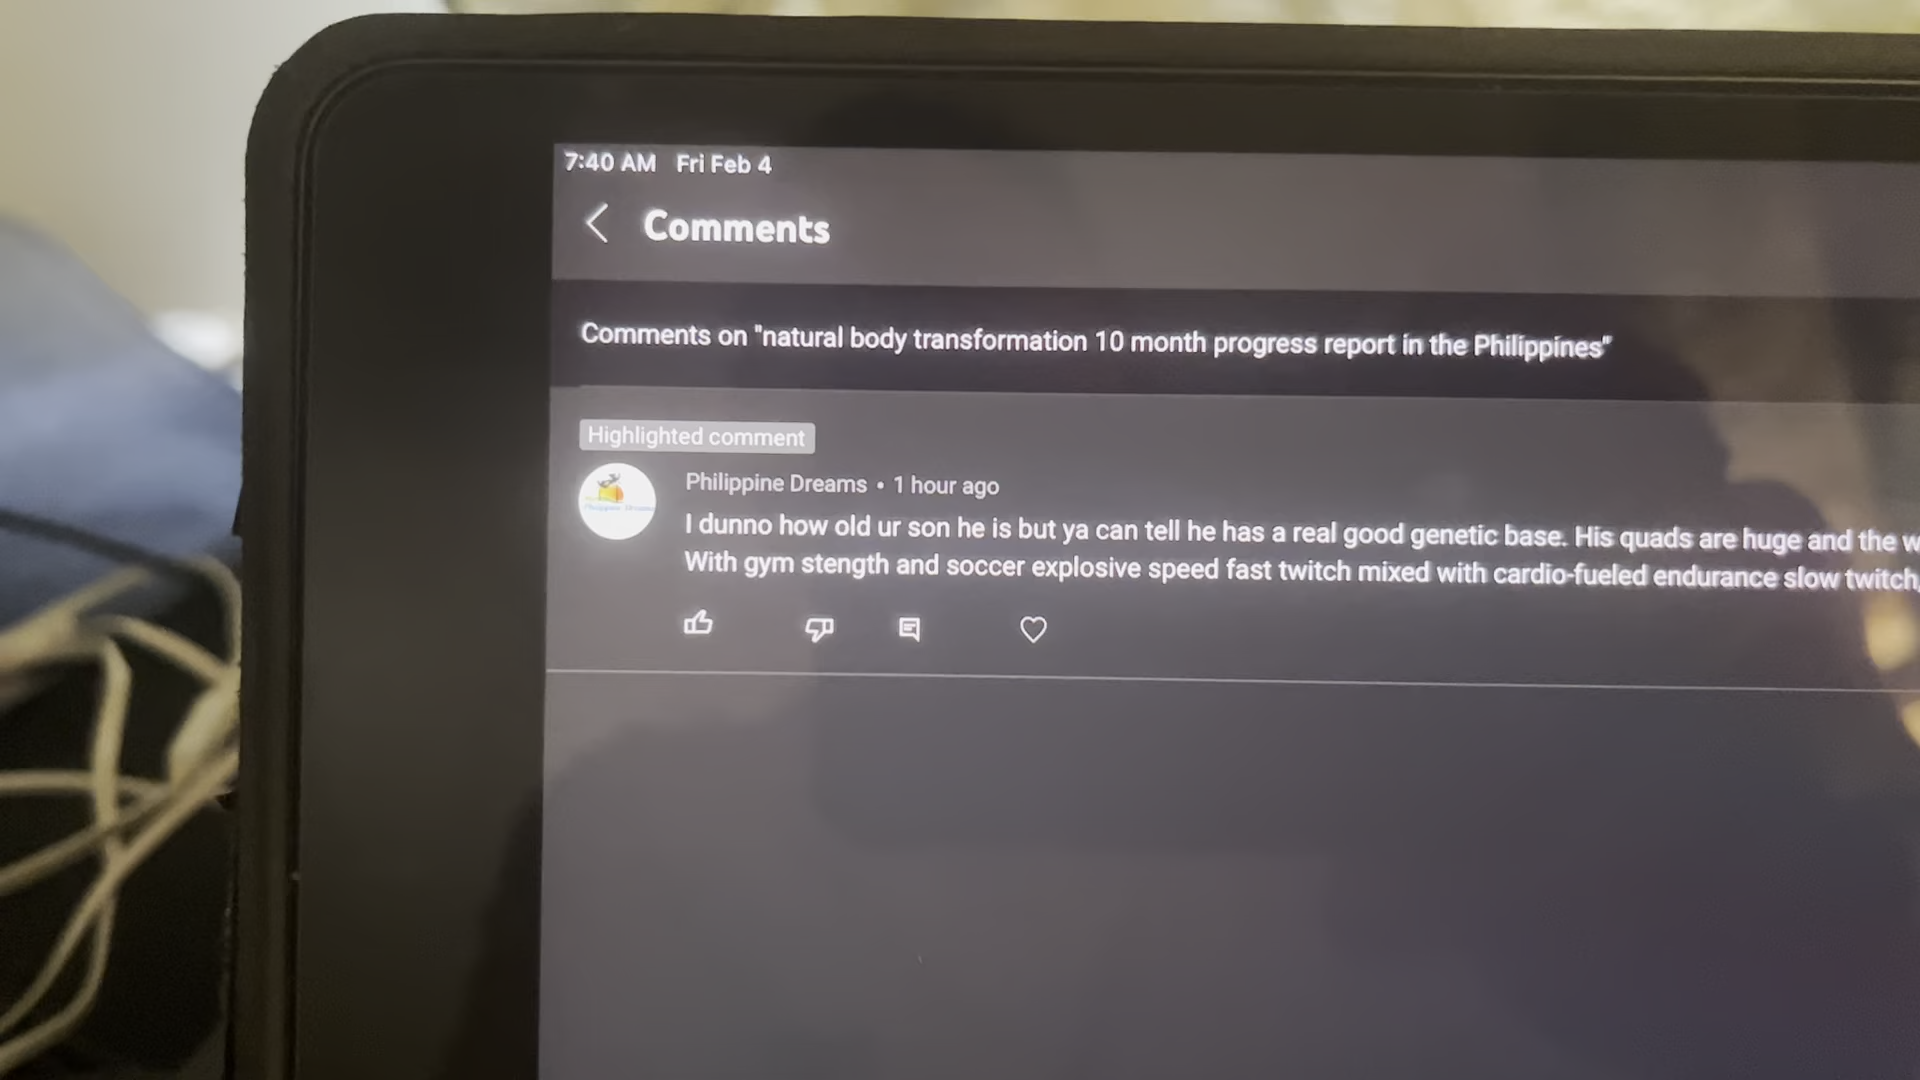 7:40 AM Fri Feb 4
Comments
Comments on "natural body transformation 10 month progress report in the Philippines"
Highlighted comment
Philippine Dreams • 1 hour ago
I dunno how old ur son he is but ya can tell he has a real good genetic base. His quads are huge and the w
With gym stength and soccer explosive speed fast twitch mixed with cardio-fueled endurance slow twitch,